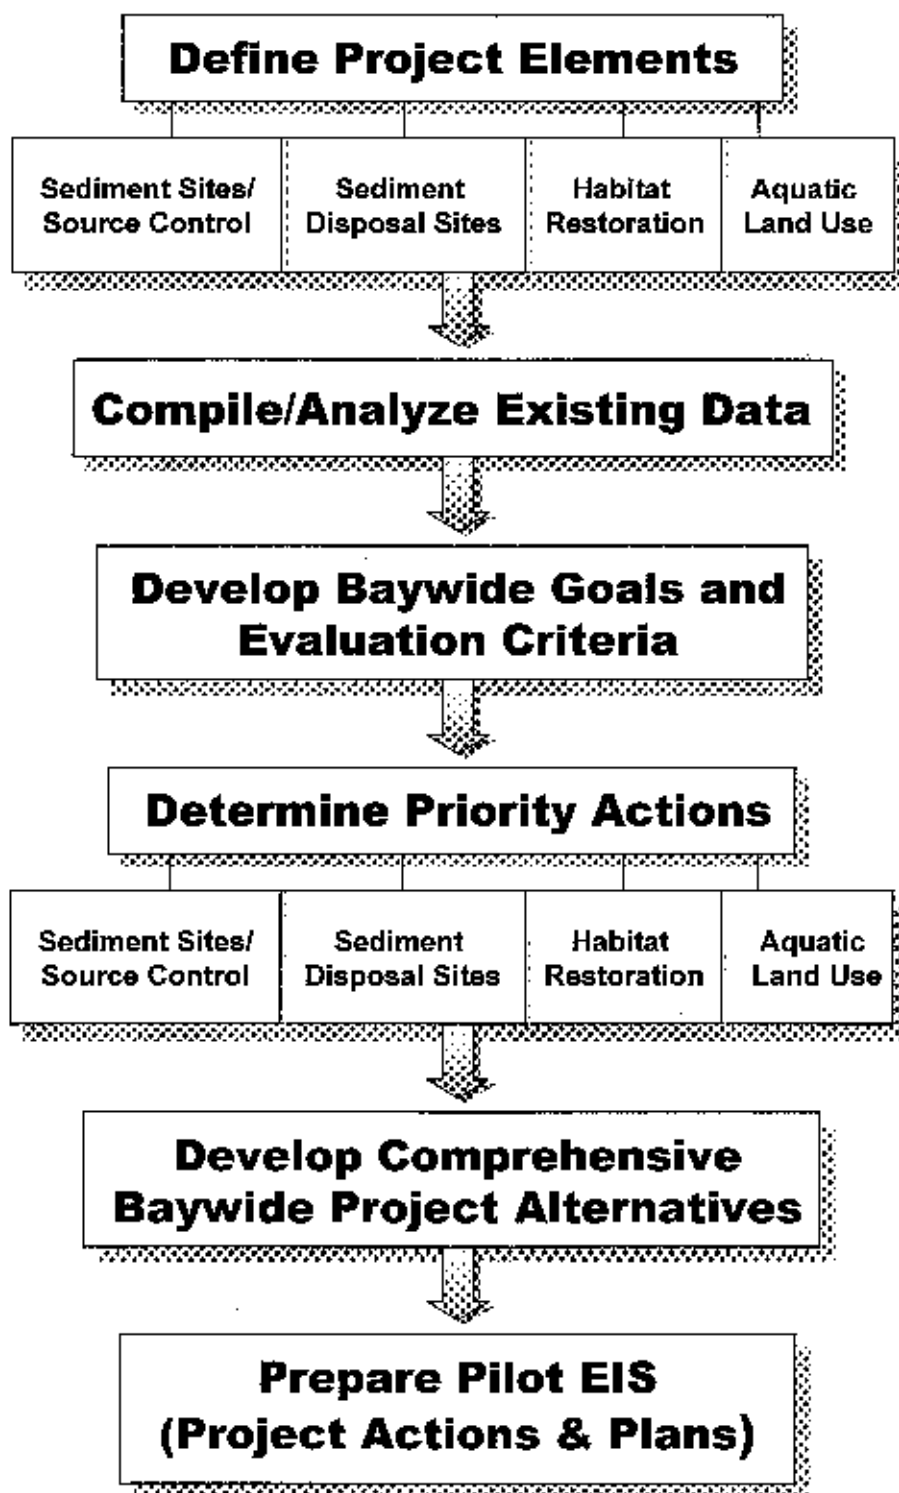 Define Project Elements
Sediment Sites/
Source Control
Sediment
Disposal Sites
Habitat
Restoration
Aquatic
Land Use
Compile/Analyze Existing Data
Develop Baywide Goals and
Evaluation Criteria
Determine Priority Actions
Sediment Sites/
Source Control
Sediment
Disposal Sites
Habitat
Restoration
Aquatic
Land Use
Develop Comprehensive
Baywide Project Alternatives
Prepare Pilot EIS
(Project Actions & Plans)